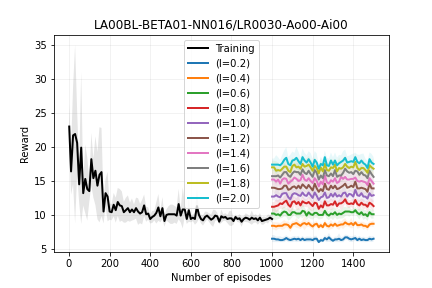 LA00BL-BETA01-NN016/LR0030-Ao00-Ai00
Reward
35
30
25
20
15
10
5
Training
(l=0.2)
(l=0.4)
(l=0.6)
(l=0.8)
(l=1.0)
(l=1.2)
(l=1.4)
(l=1.6)
(l=1.8)
(l=2.0)
0 200 400 600 800 1000 1200 1400
Number of episodes